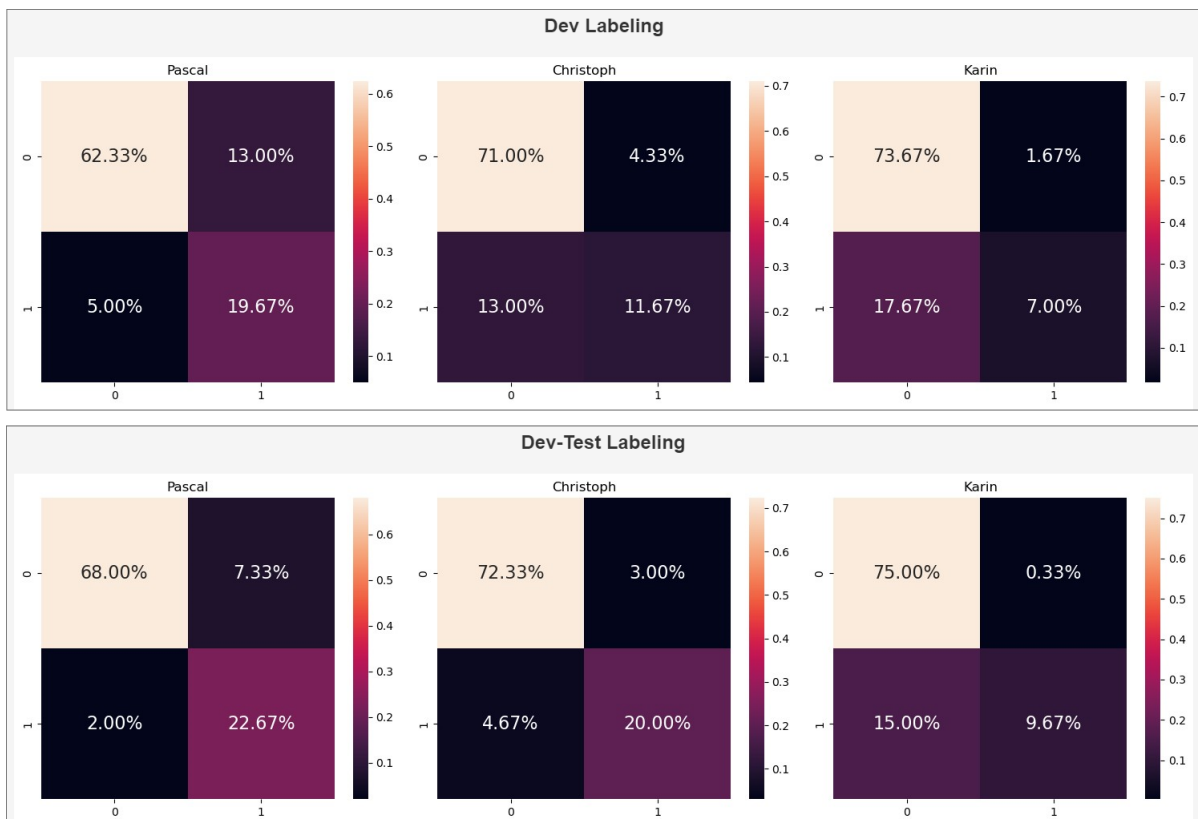 Dev Labeling
Pascal Christoph Karin
0.6 0.7 0.7
0 62.33% 13.00% 0 71.00% 4.33% 0 73.67% 1.67%
0.5 0.6 0.6
0.4 0.5 0.5
0.4 0.4
0.3 0.3 0.3
1 5.00% 19.67% 1 13.00% 11.67% 1 17.67% 7.00%
0.2 0.2 0.2
0.1 0.1 0.1
0 1 0 1 0 1
Dev-Test Labeling
Pascal Christoph Karin
0.6 0.7 0.7
0 68.00% 7.33% 0 72.33% 3.00% 0 75.00% 0.33%
0.5 0.6 0.6
0.4 0.5 0.5
0.4 0.4
0.3 0.3 0.3
1 2.00% 22.67% 1 4.67% 20.00% 1 15.00% 9.67%
0.2 0.2 0.2
0.1 0.1 0.1
0 1 0 1 0 1